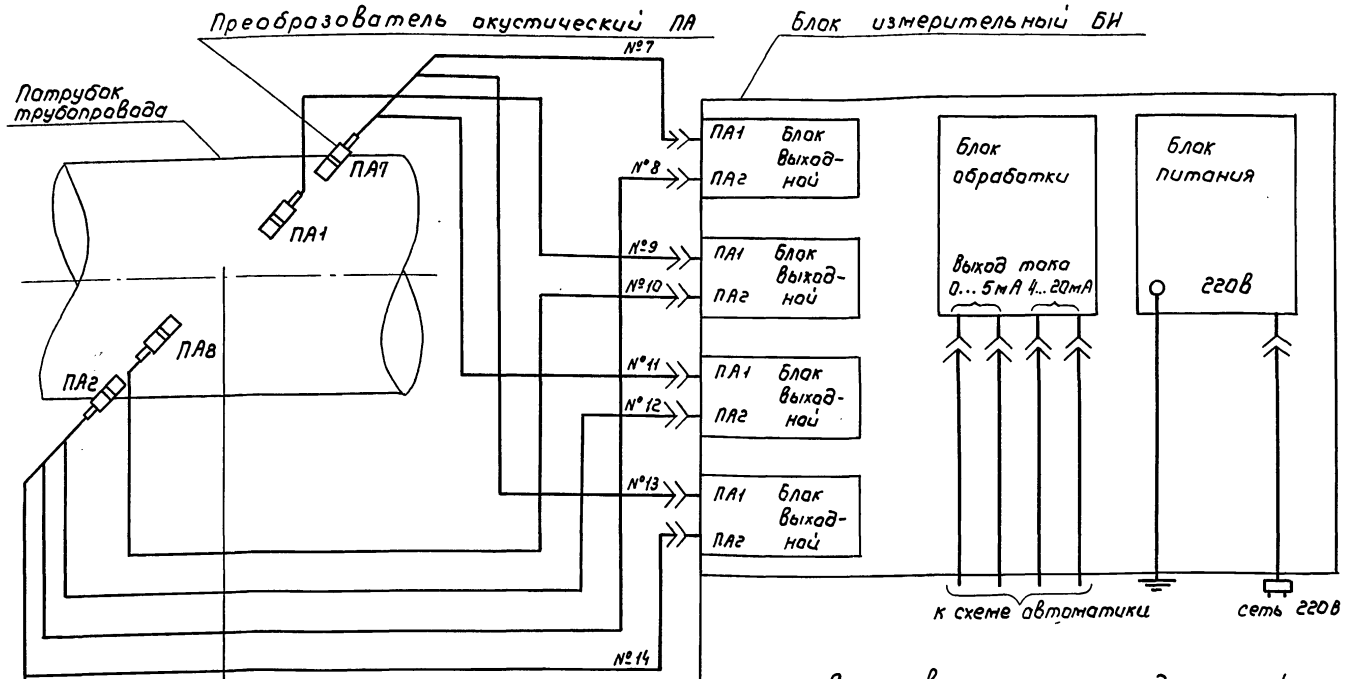 Преобразователь акустический ПА
Блок измерительный БИ
Патрубок
трубопровада
№7
№8
№9
№10
№11
№12
№13
№14
ПА7
ПА1
ПА8
ПА2
ПА1 Блок
выход-
ПА2 ной
ПА1 Блок
выход-
ПА2 ной
ПА1 Блок
выход-
ПА2 ной
ПА1 Блок
выход-
ПА2 ной
Блок
обработки
выход тока
0...5мА 4...20мА
Блок
питания
220В
к схеме автоматики
сеть 220В